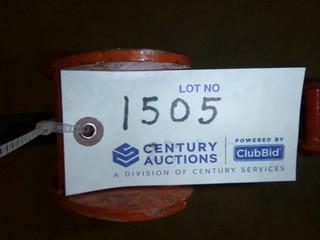 LOT NO
1505
CENTURY AUCTIONS
POWERED BY
ClubBid
A DIVISION OF CENTURY SERVICES